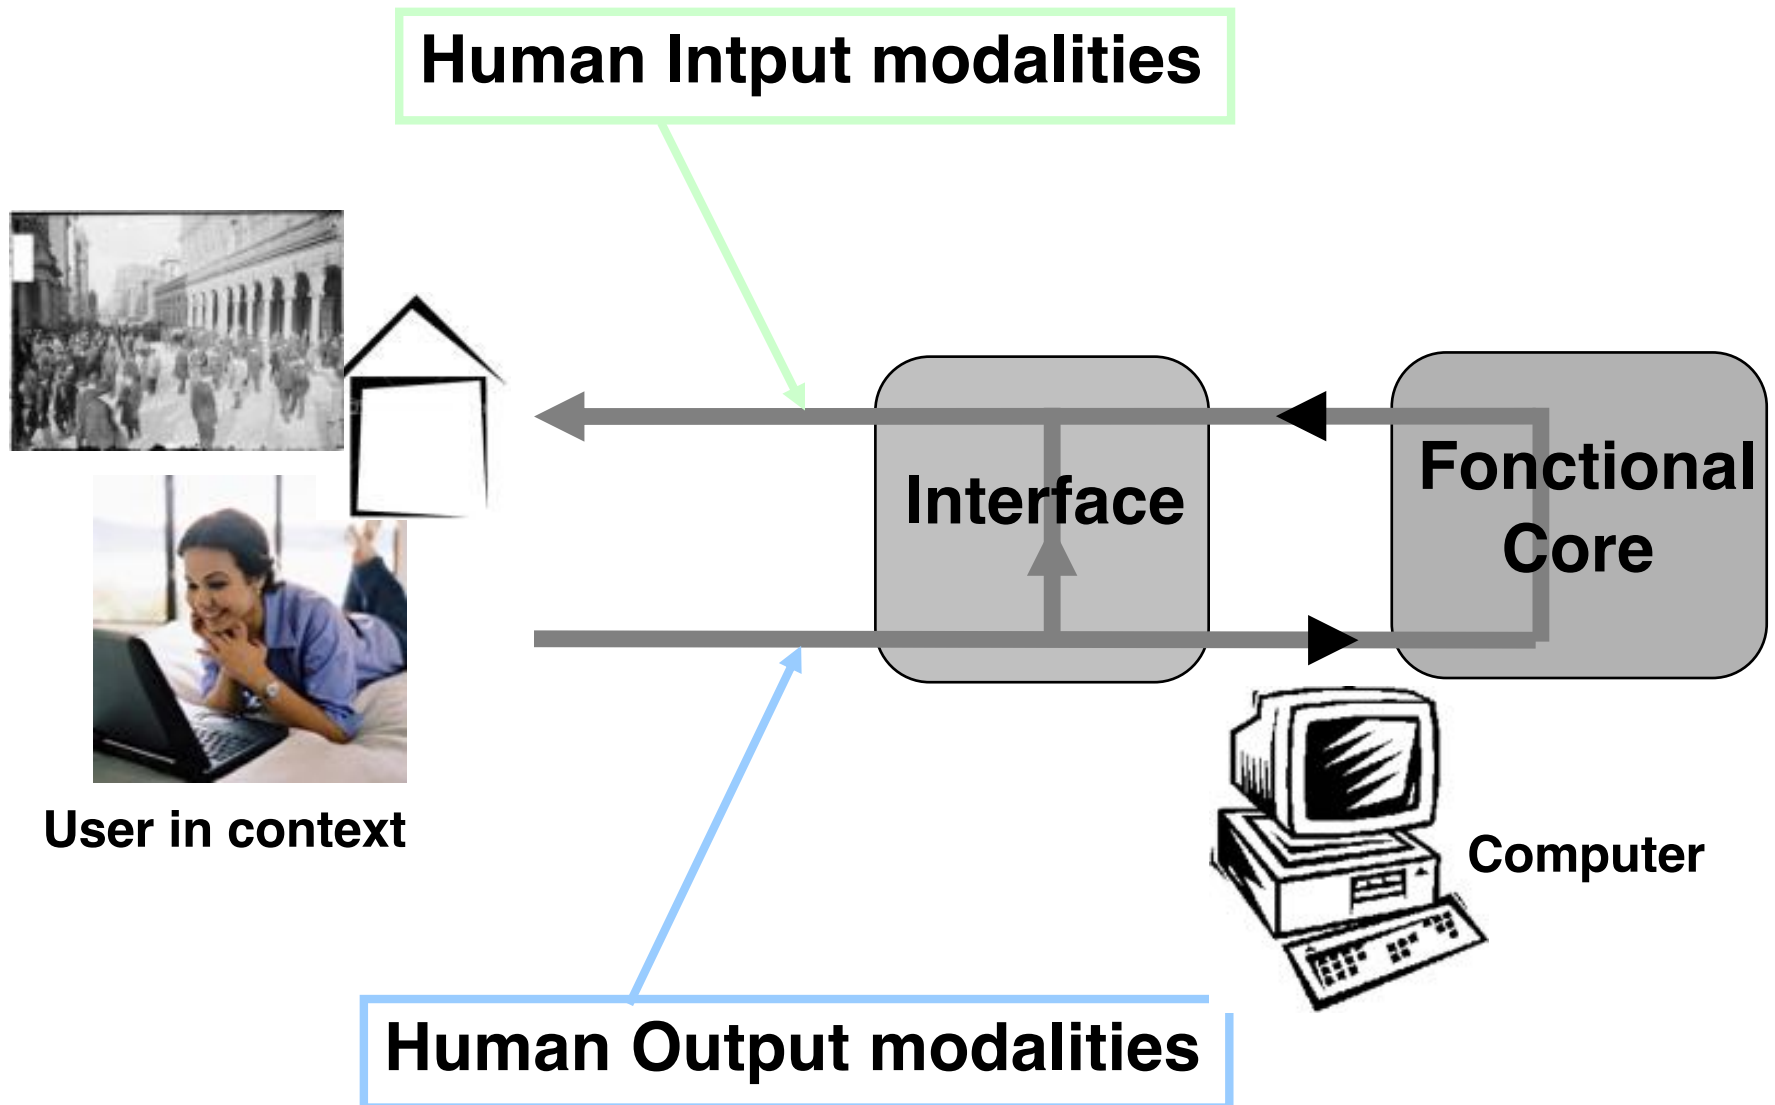 Human Intput modalities
Interface
Fonctional
Core
User in context
Computer
Human Output modalities